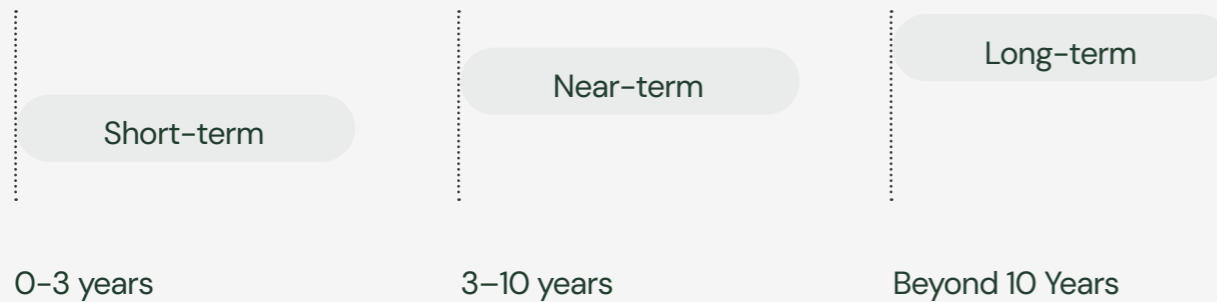 Short-term
Near-term
Long-term
0-3 years
3–10 years
Beyond 10 Years